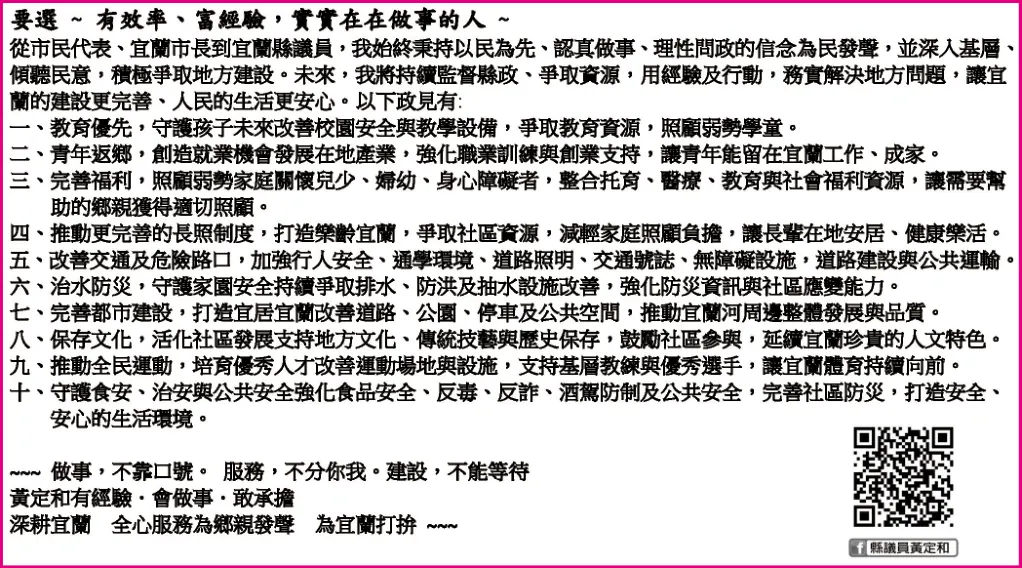 要選 ~ 有效率、富經驗，實實在在做事的人 ~
從市民代表、宜蘭市長到宜蘭縣議員，我始終秉持以民為先、認真做事、理性問政的信念為民發聲，並深入基層、
傾聽民意，積極爭取地方建設。未來，我將持續監督縣政、爭取資源，用經驗及行動，務實解決地方問題，讓宜
蘭的建設更完善、人民的生活更安心。以下政見有:
一、教育優先，守護孩子未來改善校園安全與教學設備，爭取教育資源，照顧弱勢學童。
二、青年返鄉，創造就業機會發展在地產業，強化職業訓練與創業支持，讓青年能留在宜蘭工作、成家。
三、完善福利，照顧弱勢家庭關懷兒少、婦幼、身心障礙者，整合托育、醫療、教育與社會福利資源，讓需要幫
助的鄉親獲得適切照顧。
四、推動更完善的長照制度，打造樂齡宜蘭，爭取社區資源，減輕家庭照顧負擔，讓長輩在地安居、健康樂活。
五、改善交通及危險路口，加強行人安全、通學環境、道路照明、交通號誌、無障礙設施，道路建設與公共運輸。
六、治水防災，守護家園安全持續爭取排水、防洪及抽水設施改善，強化防災資訊與社區應變能力。
七、完善都市建設，打造宜居宜蘭改善道路、公園、停車及公共空間，推動宜蘭河周邊整體發展與品質。
八、保存文化，活化社區發展支持地方文化、傳統技藝與歷史保存，鼓勵社區參與，延續宜蘭珍貴的人文特色。
九、推動全民運動，培育優秀人才改善運動場地與設施，支持基層教練與優秀選手，讓宜蘭體育持續向前。
十、守護食安、治安與公共安全強化食品安全、反毒、反詐、酒駕防制及公共安全，完善社區防災，打造安全、
安心的生活環境。
~~~ 做事，不靠口號。 服務，不分你我。建設，不能等待
黃定和有經驗．會做事．敢承擔
深耕宜蘭 全心服務為鄉親發聲 為宜蘭打拚 ~~~
f 縣議員黃定和